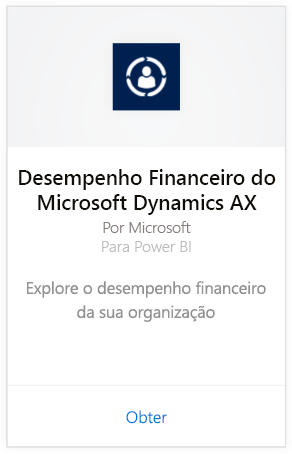 Desempenho Financeiro do
Microsoft Dynamics AX
Por Microsoft
Para Power BI
Explore o desempenho financeiro
da sua organização
Obter